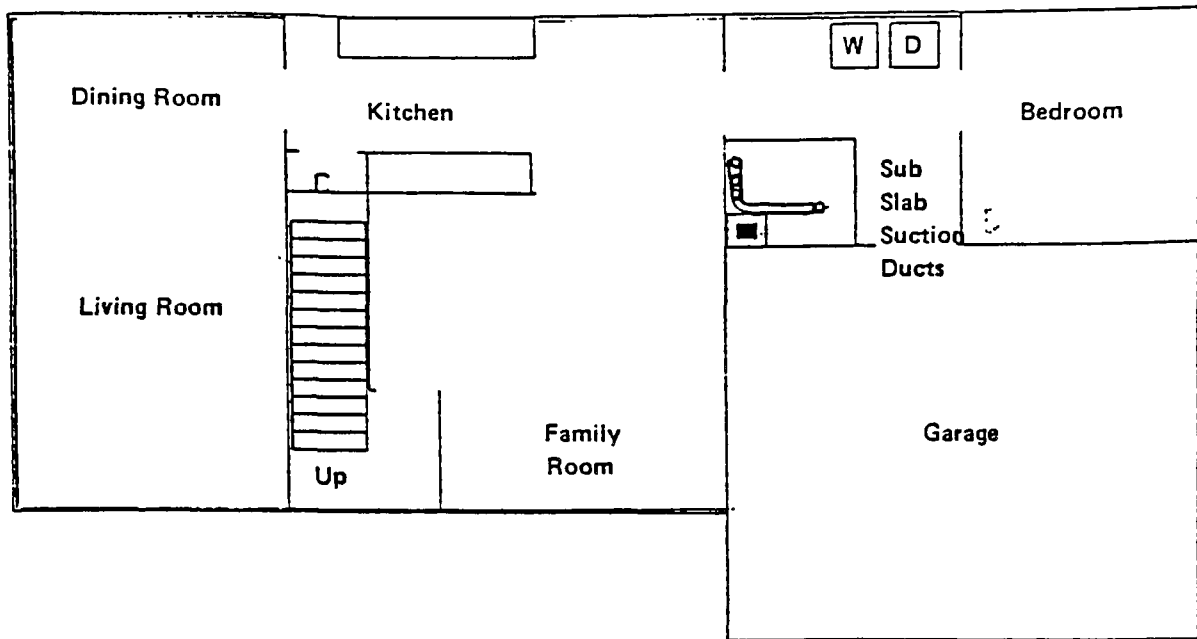 W D
Dining Room
Kitchen
Bedroom
Sub
Slab
Suction
Ducts
Living Room
Family
Room
Garage
Up